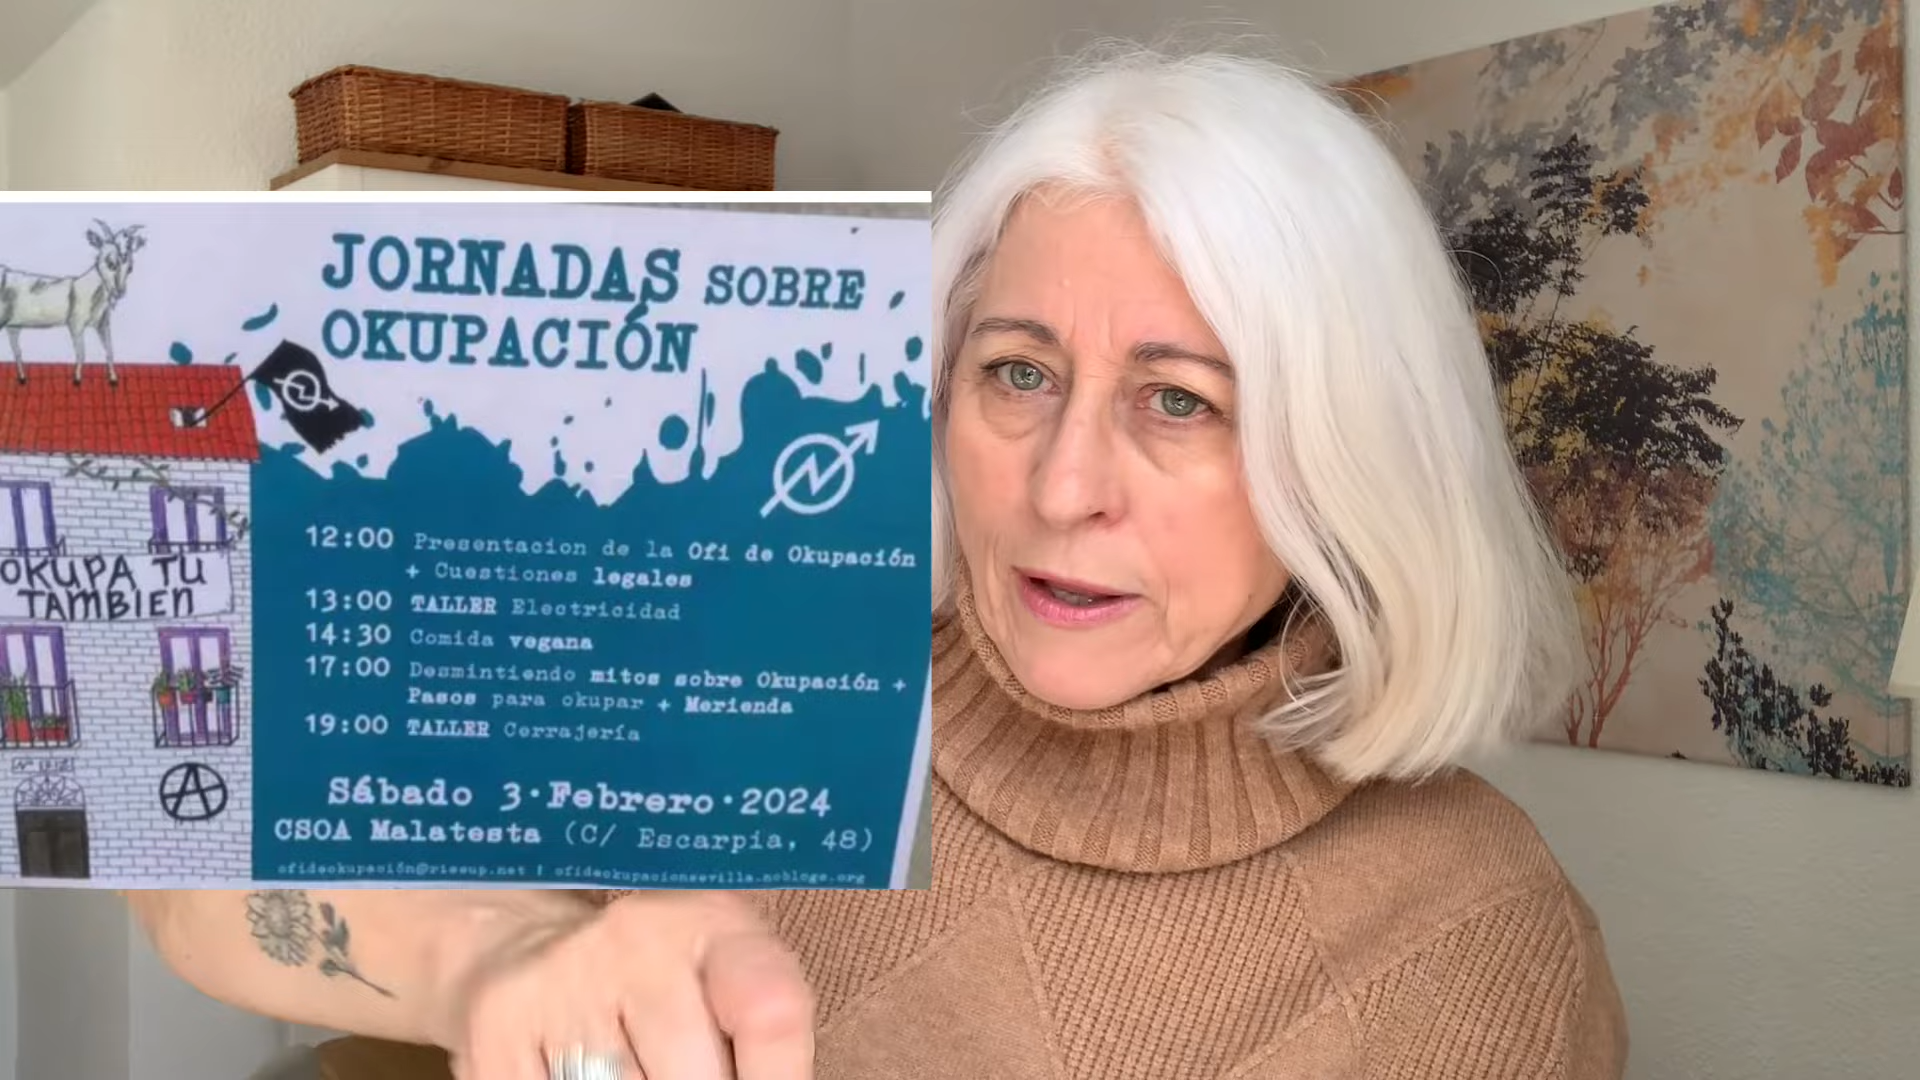 JORNADAS SOBRE
OKUPACIÓN
OKUPA TU
TAMBIEN
12:00 Presentacion de la Ofi de Okupación
+ Cuestiones legales
13:00 TALLER Electricidad
14:30 Comida vegana
17:00 Desmintiendo mitos sobre Okupación +
Pasos para okupar + Merienda
19:00 TALLER Cerrajería
Sábado 3·Febrero·2024
CSOA Malatesta (C/ Escarpia, 48)
ofideokupación@riseup.net | ofideokupacionsevilla.noblogs.org